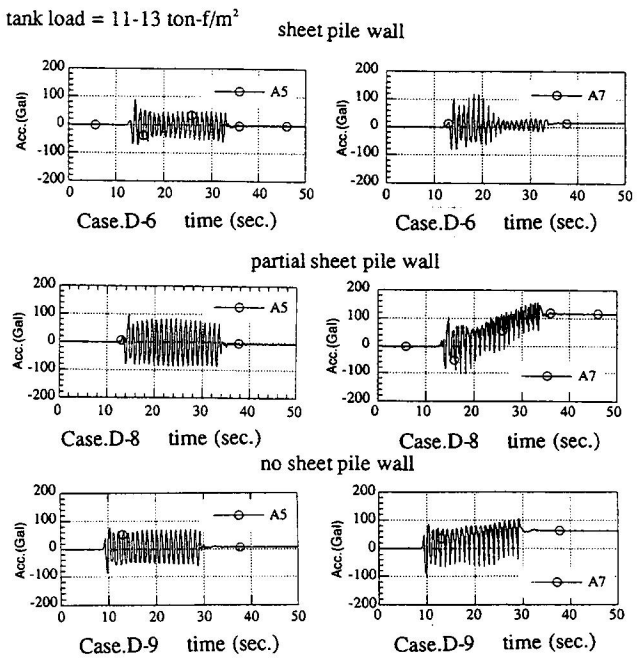 tank load = 11-13 ton-f/m²
sheet pile wall
200
100
0
-100
-200
Acc.(Gal)
A5
0 10 20 30 40 50
Case.D-6 time (sec.)
200
100
0
-100
-200
Acc.(Gal)
A7
0 10 20 30 40 50
Case.D-6 time (sec.)
partial sheet pile wall
200
100
0
-100
-200
Acc.(Gal)
A5
0 10 20 30 40 50
Case.D-8 time (sec.)
200
100
0
-100
-200
Acc.(Gal)
A7
0 10 20 30 40 50
Case.D-8 time (sec.)
no sheet pile wall
200
100
0
-100
-200
Acc.(Gal)
A5
0 10 20 30 40 50
Case.D-9 time (sec.)
200
100
0
-100
-200
Acc.(Gal)
A7
0 10 20 30 40 50
Case.D-9 time (sec.)